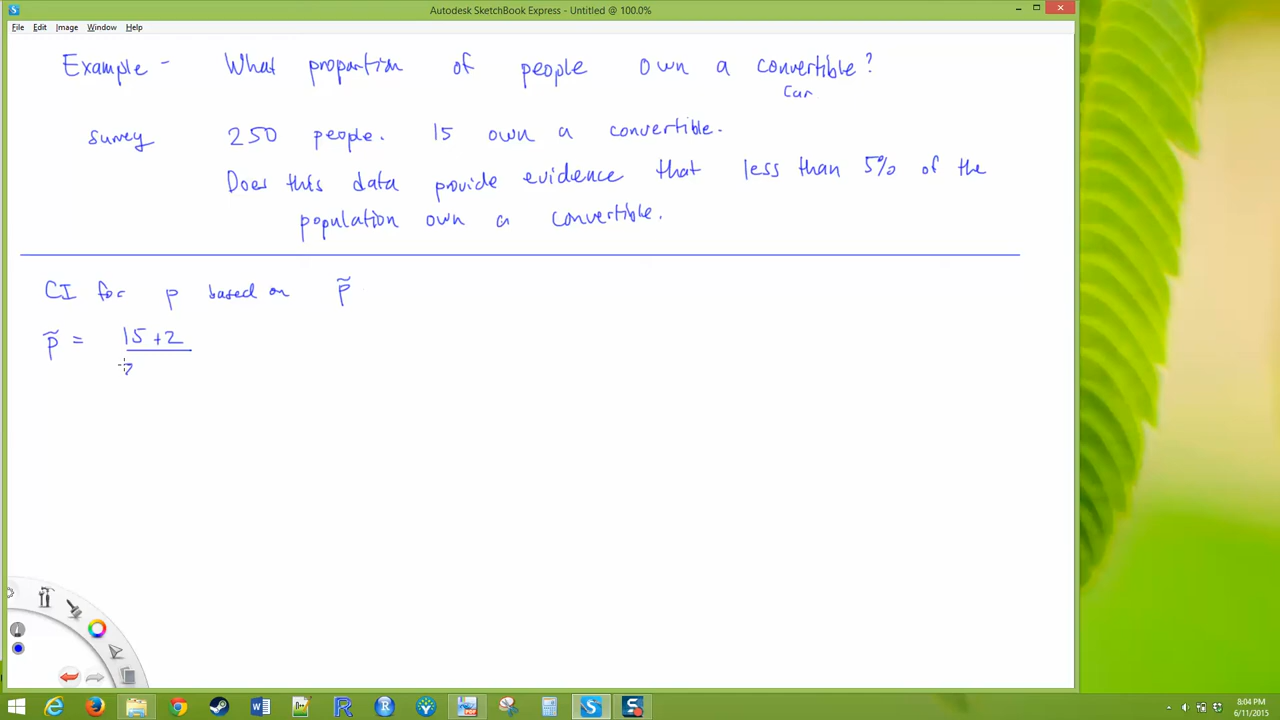 Autodesk SketchBook Express - Untitled @ 100.0%
File Edit Image Window Help
Example - What proportion of people own a convertible?
car
survey 250 people. 15 own a convertible.
Does this data provide evidence that less than 5% of the
population own a convertible.
CI for p based on p̃
p̃ = 15 + 2
8:04 PM
6/11/2015